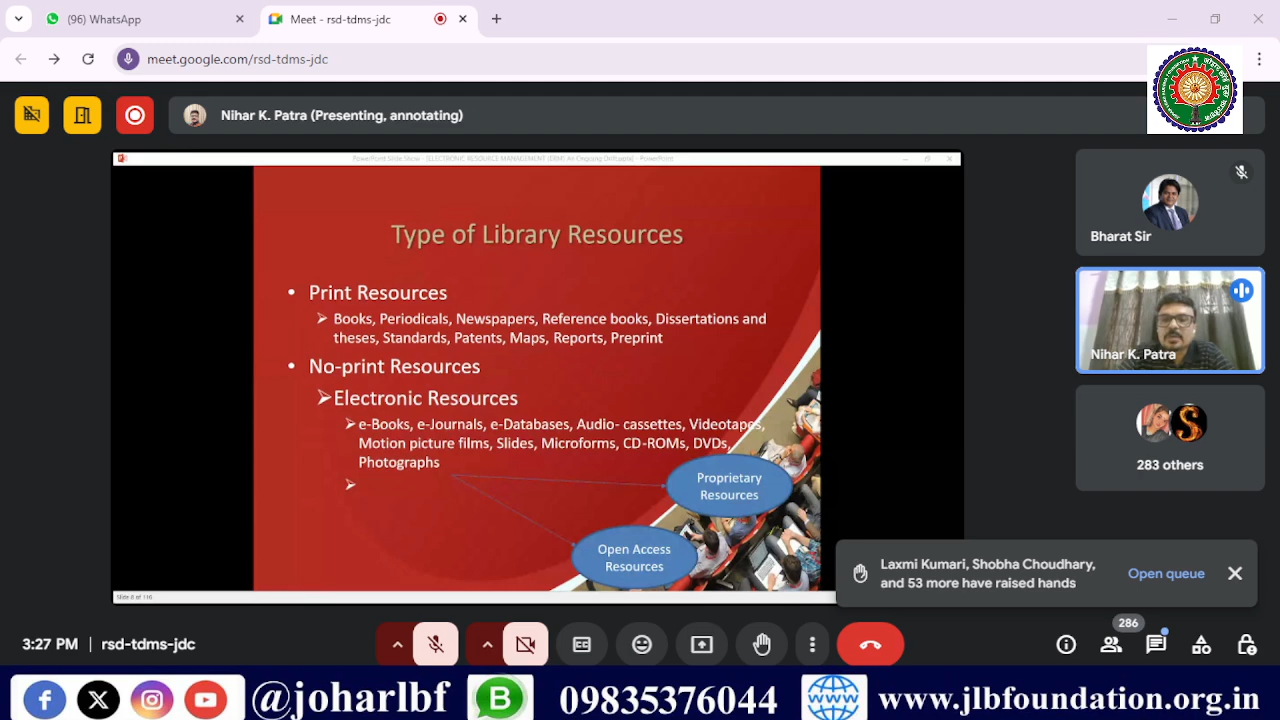 (96) WhatsApp
Meet - rsd-tdms-jdc
meet.google.com/rsd-tdms-jdc
Nihar K. Patra (Presenting, annotating)
Type of Library Resources
• Print Resources
Books, Periodicals, Newspapers, Reference books, Dissertations and
theses, Standards, Patents, Maps, Reports, Preprint
• No-print Resources
Electronic Resources
e-Books, e-Journals, e-Databases, Audio- cassettes, Videotapes,
Motion picture films, Slides, Microforms, CD-ROMs, DVDs,
Photographs
Proprietary
Resources
Open Access
Resources
Bharat Sir
Nihar K. Patra
283 others
Laxmi Kumari, Shobha Choudhary,
and 53 more have raised hands
Open queue
286
3:27 PM | rsd-tdms-jdc
@joharlbf
B
09835376044
www
www.jlbfoundation.org.in